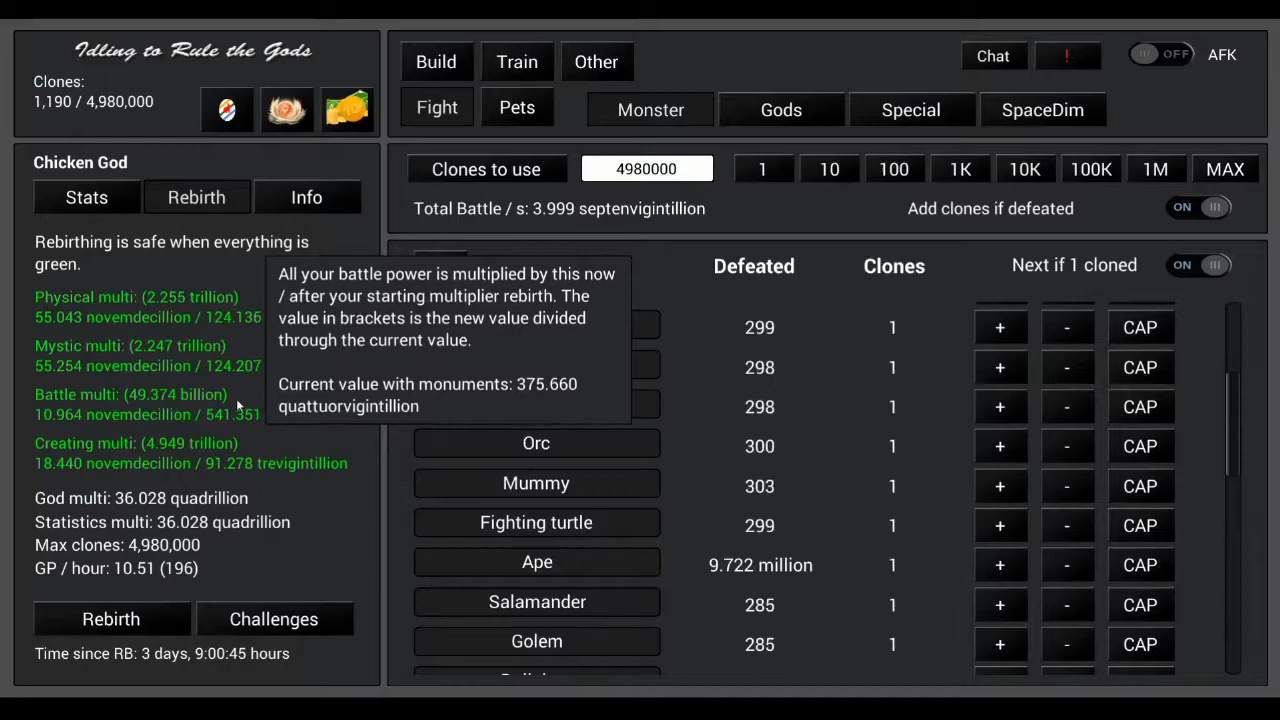 Idling to Rule the Gods
Clones:
1,190 / 4,980,000
Build
Train
Other
Chat
!
OFF
AFK
Fight
Pets
Monster
Gods
Special
SpaceDim
Chicken God
Stats
Rebirth
Info
Rebirthing is safe when everything is
green.
Physical multi: (2.255 trillion)
55.043 novemdecillion / 124.136
Mystic multi: (2.247 trillion)
55.254 novemdecillion / 124.207
Battle multi: (49.374 billion)
10.964 novemdecillion / 541.351
Creating multi: (4.949 trillion)
18.440 novemdecillion / 91.278 trevigintillion
God multi: 36.028 quadrillion
Statistics multi: 36.028 quadrillion
Max clones: 4,980,000
GP / hour: 10.51 (196)
Rebirth
Challenges
Time since RB: 3 days, 9:00:45 hours
All your battle power is multiplied by this now
/ after your starting multiplier rebirth. The
value in brackets is the new value divided
through the current value.
Current value with monuments: 375.660
quattuorvigintillion
Clones to use
4980000
1
10
100
1K
10K
100K
1M
MAX
Total Battle / s: 3.999 septenvigintillion
Add clones if defeated
ON
Defeated
Clones
Next if 1 cloned
ON
299 1 + - CAP
298 1 + - CAP
298 1 + - CAP
Orc 300 1 + - CAP
Mummy 303 1 + - CAP
Fighting turtle 299 1 + - CAP
Ape 9.722 million 1 + - CAP
Salamander 285 1 + - CAP
Golem 285 1 + - CAP